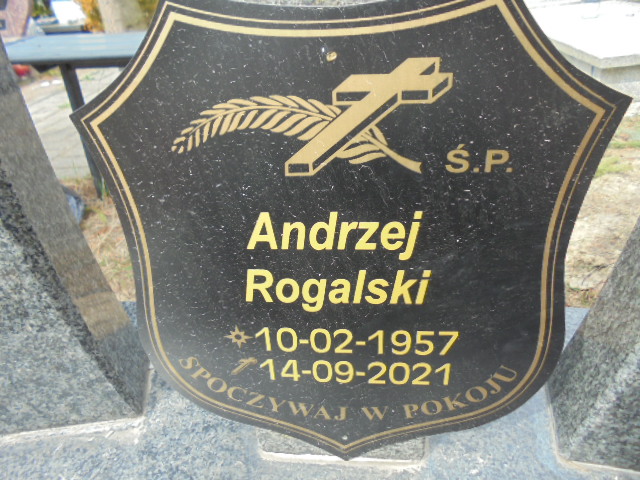 Ś.P.
Andrzej
Rogalski
10-02-1957
14-09-2021
SPOCZYWAJ W POKOJU